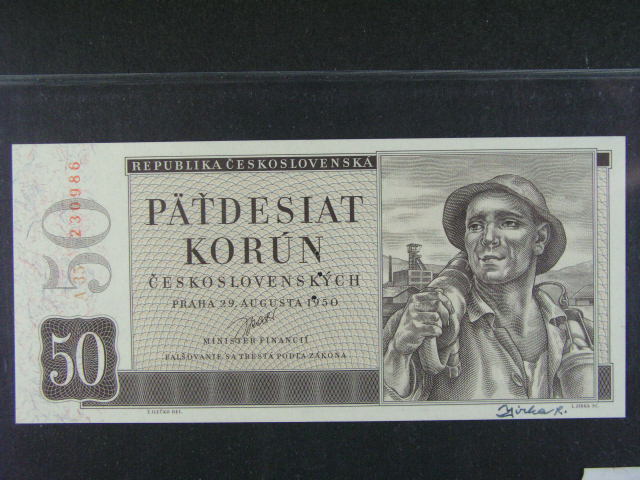 REPUBLIKA ČESKOSLOVENSKÁ
PÄŤDESIAT
KORÚN
ČESKOSLOVENSKÝCH
PRAHA 29. AUGUSTA 1950
MINISTER FINANCIÍ
FALŠOVANIE SA TRESTÁ PODĽA ZÁKONA
50
230986
50